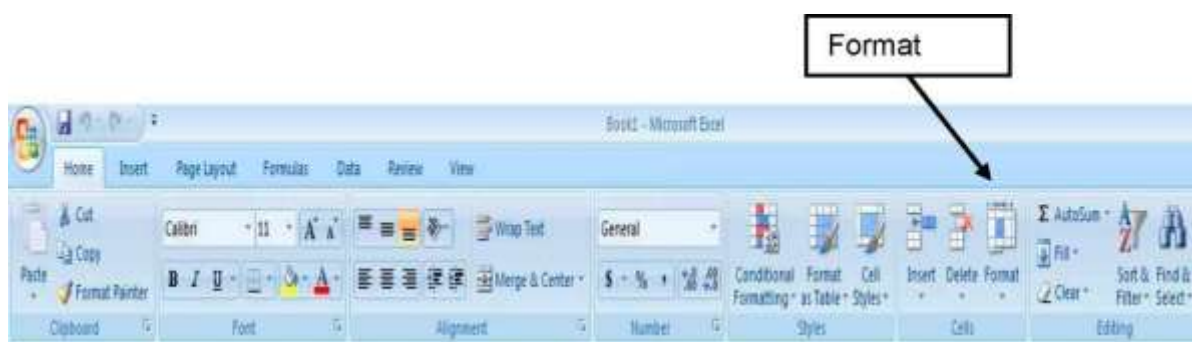 Format
Book1 - Microsoft Excel
Home Insert Page Layout Formulas Data Review View
Cut
Copy
Paste
Format Painter
Clipboard
Calibri 11 A A
B I U A
Font
Wrap Text
Merge & Center
Alignment
General
$ % ,
Number
Conditional Formatting
Format as Table
Cell Styles
Styles
Insert Delete Format
Cells
Σ AutoSum
Fill
Clear
Sort & Filter
Find & Select
Editing